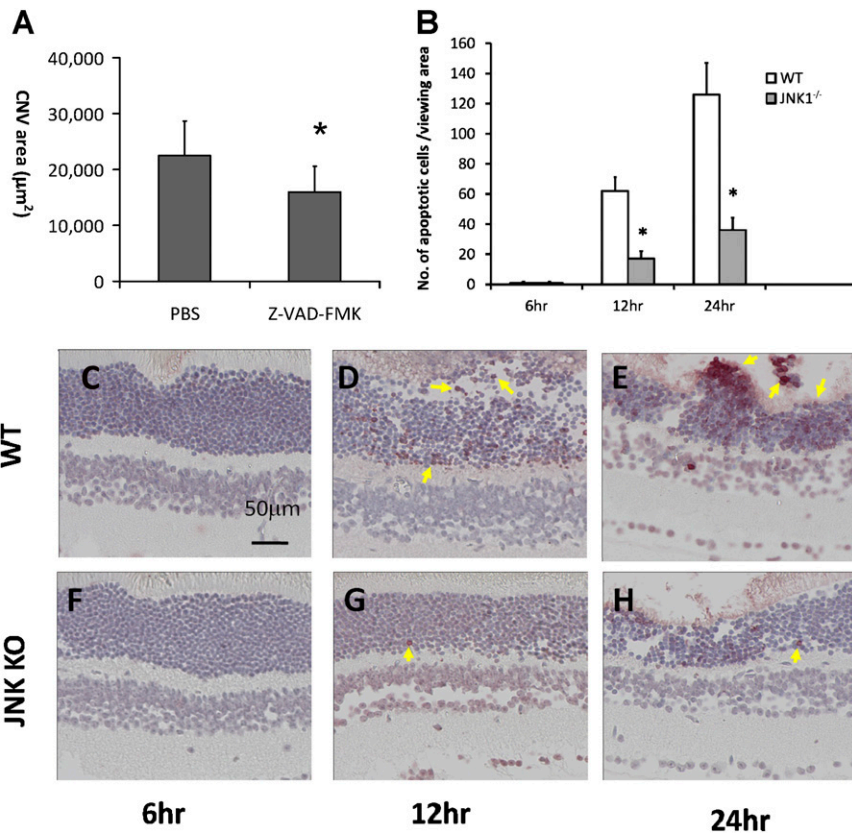 A
40,000
30,000
20,000
10,000
0
CNV area (μm²)
*
PBS
Z-VAD-FMK
B
160
140
120
100
80
60
40
20
0
No. of apoptotic cells /viewing area
WT
JNK1⁻/⁻
*
*
6hr
12hr
24hr
WT
C
50μm
D
E
JNK KO
F
G
H
6hr
12hr
24hr